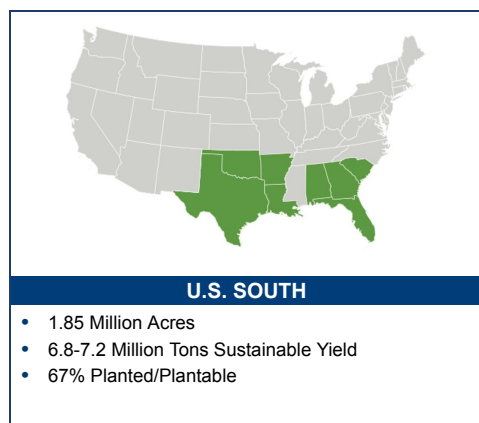 U.S. SOUTH
• 1.85 Million Acres
• 6.8-7.2 Million Tons Sustainable Yield
• 67% Planted/Plantable